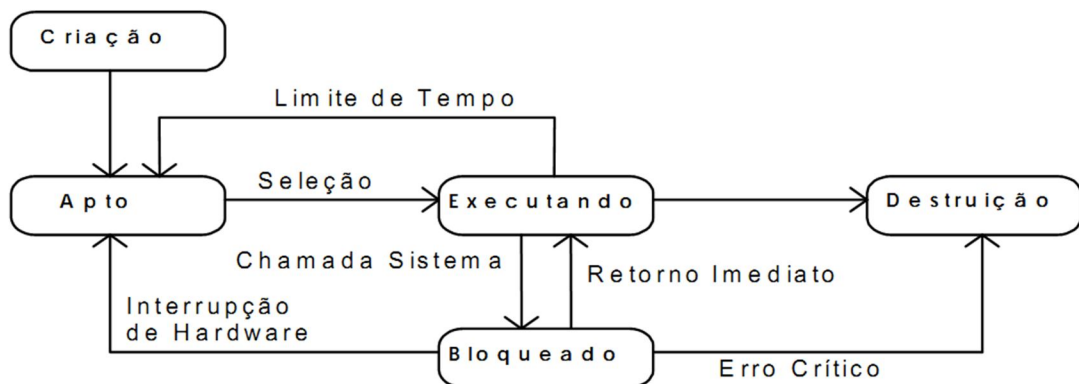 Criação
Limite de Tempo
Apto
Seleção
Executando
Destruição
Chamada Sistema
Retorno Imediato
Interrupção
de Hardware
Bloqueado
Erro Crítico